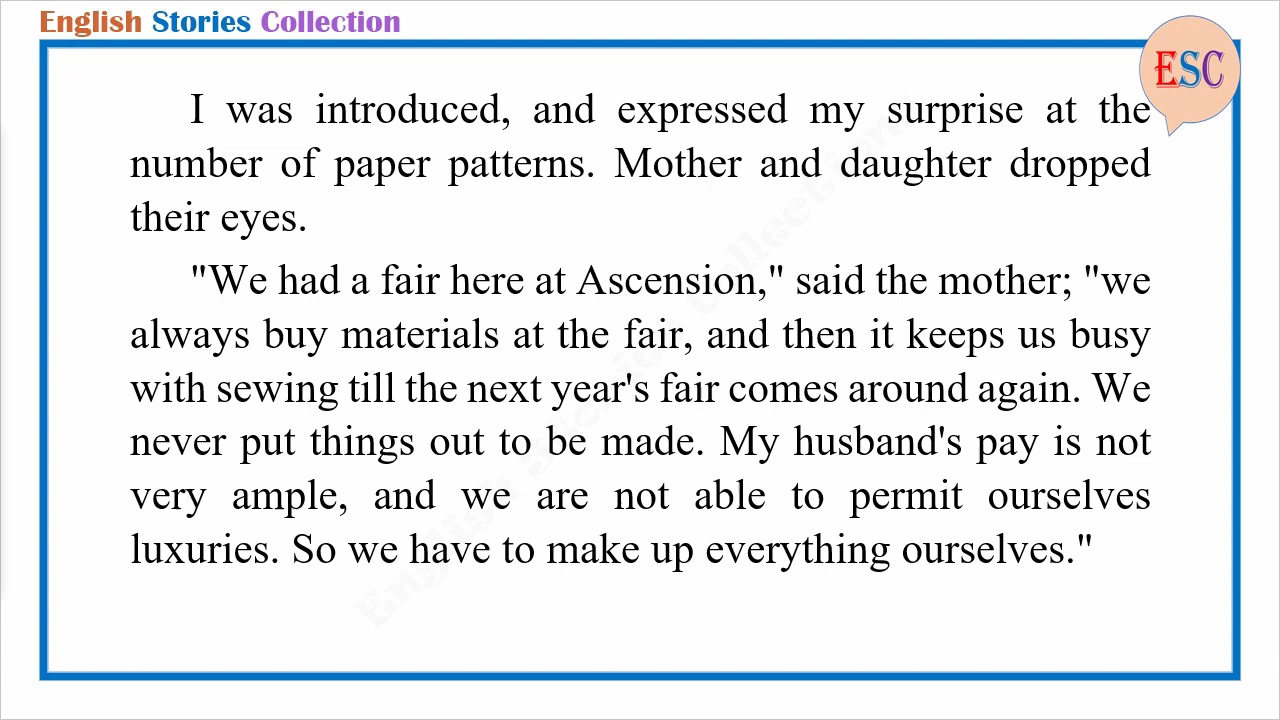 English Stories Collection
ESC
I was introduced, and expressed my surprise at the
number of paper patterns. Mother and daughter dropped
their eyes.
"We had a fair here at Ascension," said the mother; "we
always buy materials at the fair, and then it keeps us busy
with sewing till the next year's fair comes around again. We
never put things out to be made. My husband's pay is not
very ample, and we are not able to permit ourselves
luxuries. So we have to make up everything ourselves."
English Stories Collection